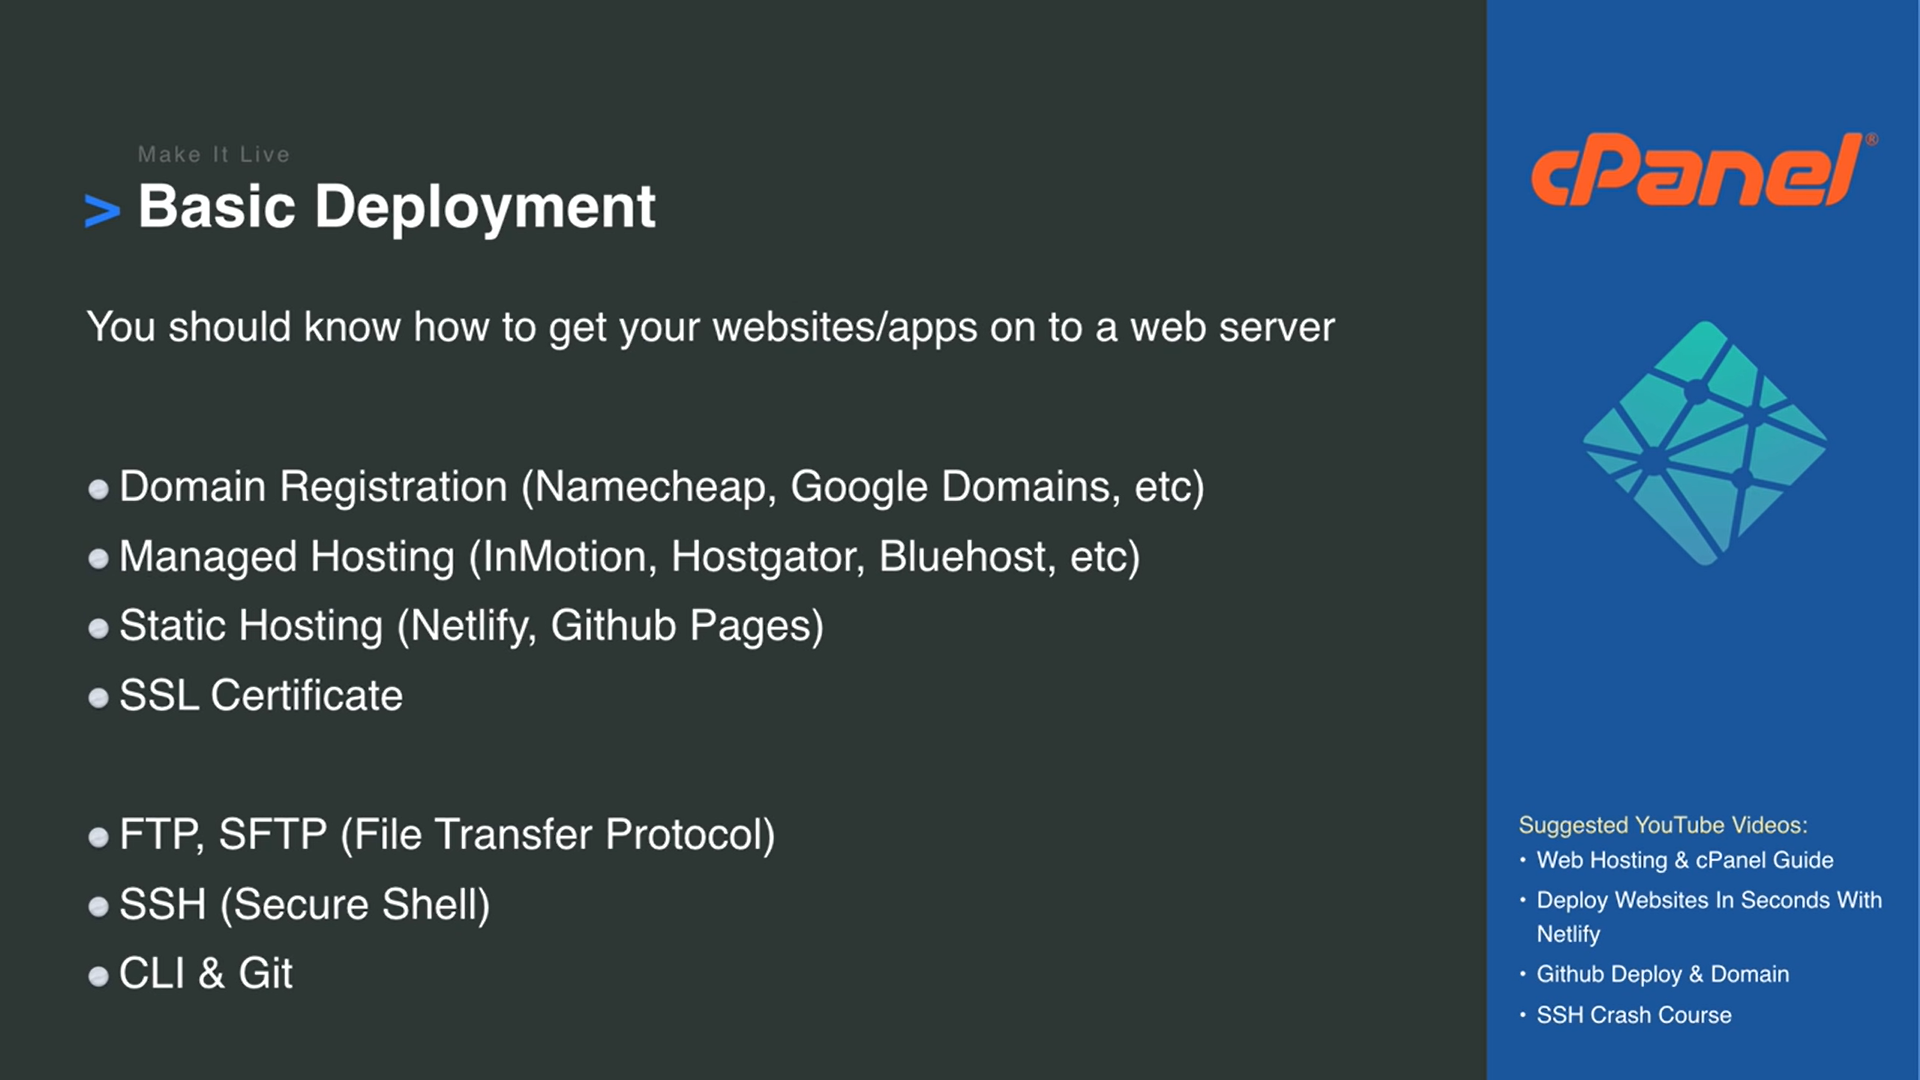 Make It Live
> Basic Deployment
You should know how to get your websites/apps on to a web server
• Domain Registration (Namecheap, Google Domains, etc)
• Managed Hosting (InMotion, Hostgator, Bluehost, etc)
• Static Hosting (Netlify, Github Pages)
• SSL Certificate
• FTP, SFTP (File Transfer Protocol)
• SSH (Secure Shell)
• CLI & Git
cPanel®
Suggested YouTube Videos:
• Web Hosting & cPanel Guide
• Deploy Websites In Seconds With
Netlify
• Github Deploy & Domain
• SSH Crash Course